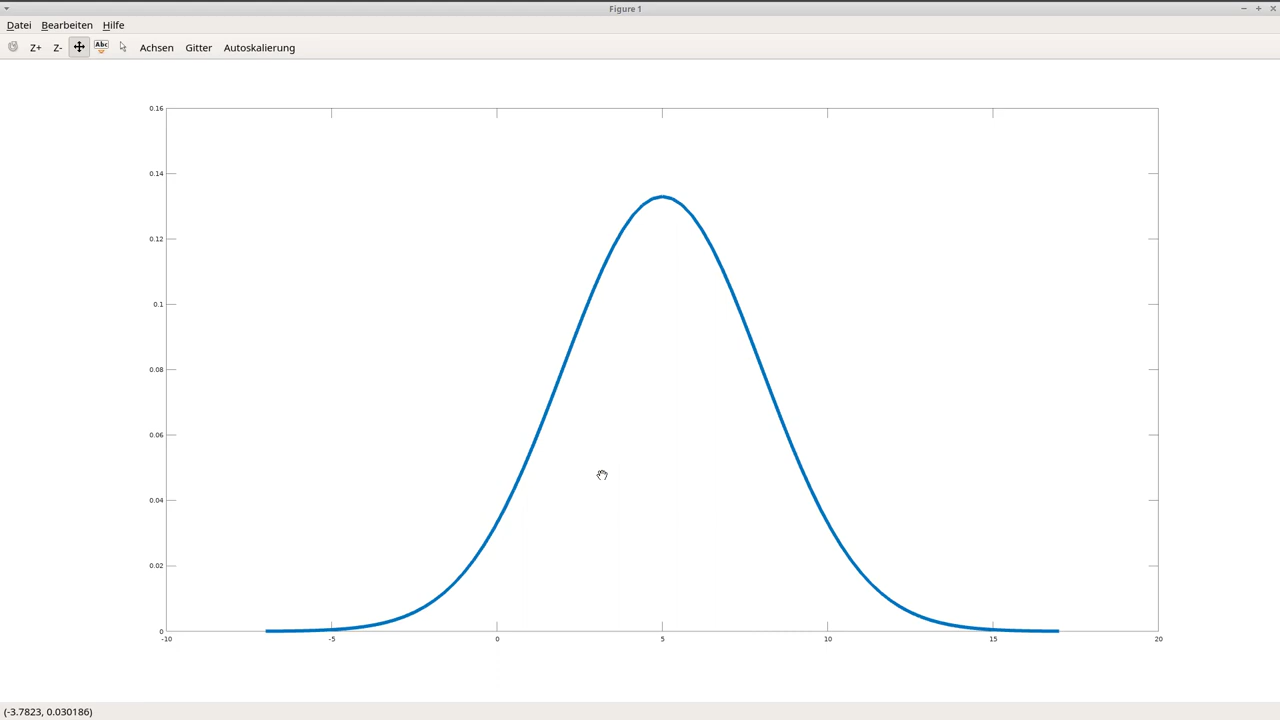 Figure 1
Datei Bearbeiten Hilfe
Z+ Z- Abc Achsen Gitter Autoskalierung
0.16
0.14
0.12
0.1
0.08
0.06
0.04
0.02
0
-10 -5 0 5 10 15 20
(-3.7823, 0.030186)